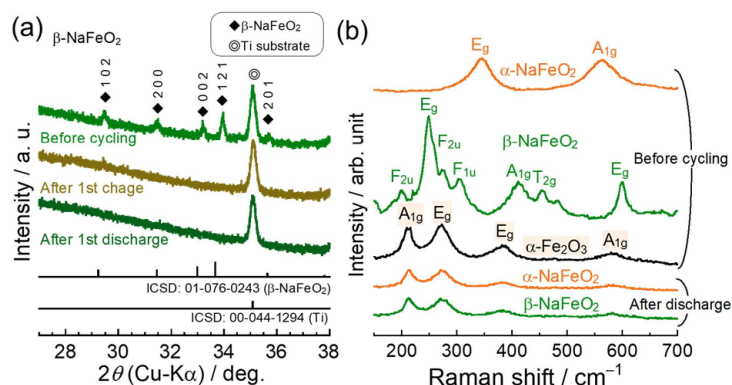 (a)
β-NaFeO₂
◆ β-NaFeO₂
◎ Ti substrate
1 0 2
2 0 0
0 0 2
1 2 1
2 0 1
Before cycling
After 1st chage
After 1st discharge
ICSD: 01-076-0243 (β-NaFeO₂)
ICSD: 00-044-1294 (Ti)
Intensity / a. u.
28 30 32 34 36 38
2θ (Cu-Kα) / deg.
(b)
Eg A1g
α-NaFeO₂
Eg
F2u F2u F1u A1g T2g Eg
β-NaFeO₂
A1g Eg Eg A1g
α-Fe₂O₃
α-NaFeO₂
β-NaFeO₂
Before cycling
After discharge
Intensity / arb. unit
200 300 400 500 600 700
Raman shift / cm⁻¹